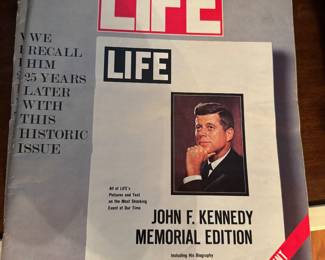 LIFE
WE
RECALL
HIM
25 YEARS
LATER
WITH
THIS
HISTORIC
ISSUE
LIFE
All of LIFE's
Pictures and Text
on the Most Shocking
Event of Our Time
JOHN F. KENNEDY
MEMORIAL EDITION
Including His Biography